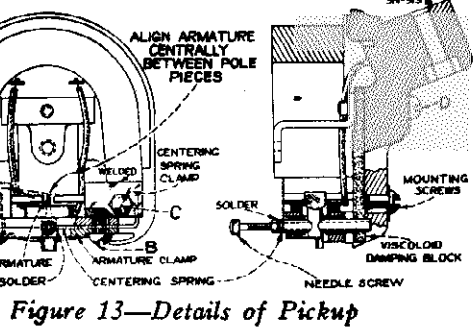 ALIGN ARMATURE
CENTRALLY
BETWEEN POLE
PIECES
WELDED
CENTERING
SPRING
CLAMP
C
B
ARMATURE CLAMP
SOLDER
CENTERING SPRING
SOLDER
MOUNTING
SCREWS
VISCOLOID
DAMPING BLOCK
NEEDLE SCREW
Figure 13—Details of Pickup